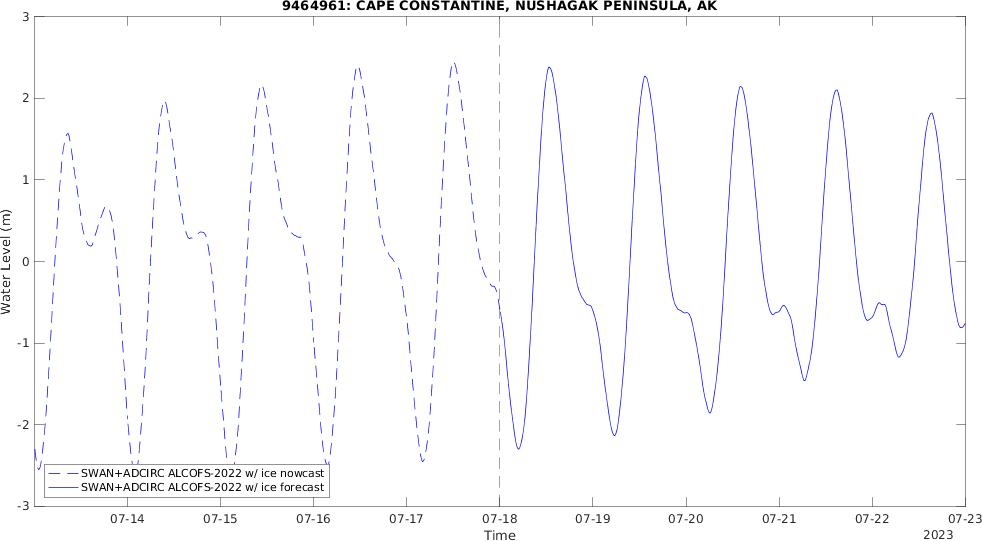 9464961: CAPE CONSTANTINE, NUSHAGAK PENINSULA, AK
3
2
1
0
-1
-2
-3
Water Level (m)
SWAN+ADCIRC ALCOFS-2022 w/ ice nowcast
SWAN+ADCIRC ALCOFS-2022 w/ ice forecast
07-14 07-15 07-16 07-17 07-18 07-19 07-20 07-21 07-22 07-23
Time
2023